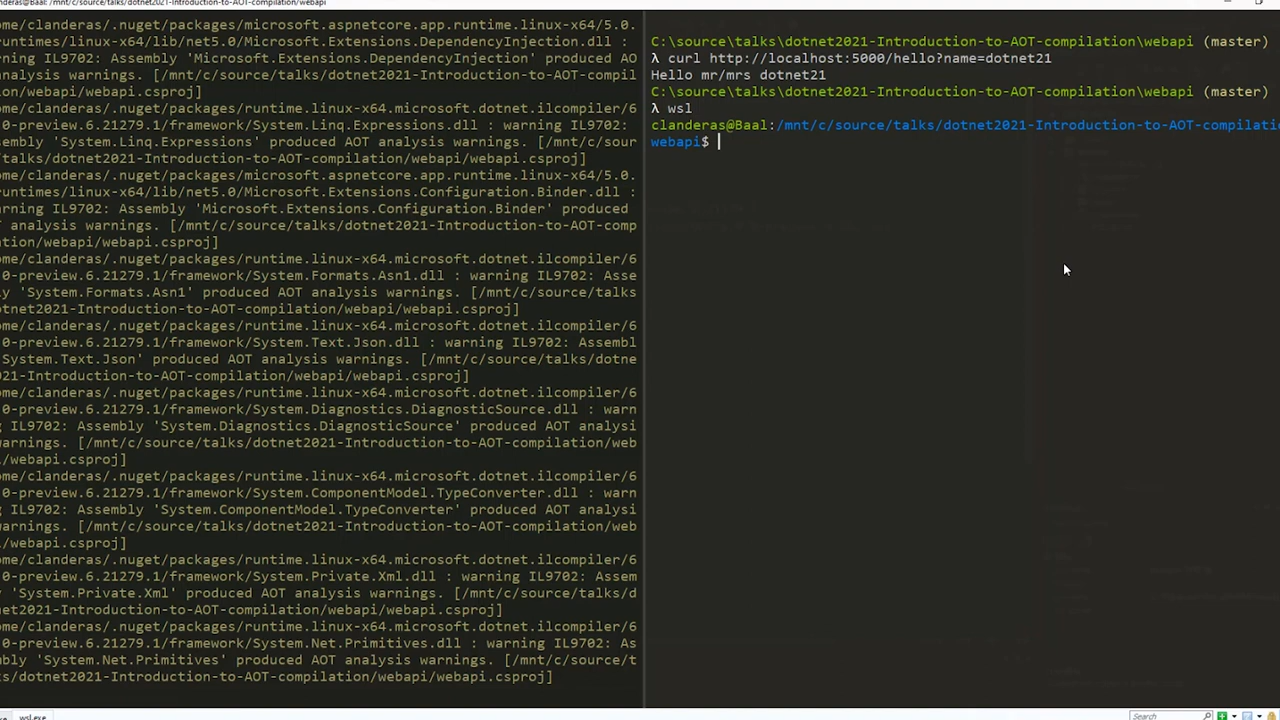 anderas@Baal: /mnt/c/source/talks/dotnet2021-Introduction-to-AOT-compilation/webapi
ome/clanderas/.nuget/packages/microsoft.aspnetcore.app.runtime.linux-x64/5.0.
runtimes/linux-x64/lib/net5.0/Microsoft.Extensions.DependencyInjection.dll :
arning IL9702: Assembly 'Microsoft.Extensions.DependencyInjection' produced AO
analysis warnings. [/mnt/c/source/talks/dotnet2021-Introduction-to-AOT-compil
ation/webapi/webapi.csproj]
ome/clanderas/.nuget/packages/runtime.linux-x64.microsoft.dotnet.ilcompiler/6
0-preview.6.21279.1/framework/System.Linq.Expressions.dll : warning IL9702: A
sembly 'System.Linq.Expressions' produced AOT analysis warnings. [/mnt/c/sour
/talks/dotnet2021-Introduction-to-AOT-compilation/webapi/webapi.csproj]
ome/clanderas/.nuget/packages/microsoft.aspnetcore.app.runtime.linux-x64/5.0.
runtimes/linux-x64/lib/net5.0/Microsoft.Extensions.Configuration.Binder.dll :
rning IL9702: Assembly 'Microsoft.Extensions.Configuration.Binder' produced
OT analysis warnings. [/mnt/c/source/talks/dotnet2021-Introduction-to-AOT-comp
ation/webapi/webapi.csproj]
ome/clanderas/.nuget/packages/runtime.linux-x64.microsoft.dotnet.ilcompiler/6
0-preview.6.21279.1/framework/System.Formats.Asn1.dll : warning IL9702: Asse
ly 'System.Formats.Asn1' produced AOT analysis warnings. [/mnt/c/source/talks
otnet2021-Introduction-to-AOT-compilation/webapi/webapi.csproj]
ome/clanderas/.nuget/packages/runtime.linux-x64.microsoft.dotnet.ilcompiler/6
0-preview.6.21279.1/framework/System.Text.Json.dll : warning IL9702: Assembl
System.Text.Json' produced AOT analysis warnings. [/mnt/c/source/talks/dotne
21-Introduction-to-AOT-compilation/webapi/webapi.csproj]
ome/clanderas/.nuget/packages/runtime.linux-x64.microsoft.dotnet.ilcompiler/6
0-preview.6.21279.1/framework/System.Diagnostics.DiagnosticSource.dll : warn
IL9702: Assembly 'System.Diagnostics.DiagnosticSource' produced AOT analysi
warnings. [/mnt/c/source/talks/dotnet2021-Introduction-to-AOT-compilation/web
/webapi.csproj]
ome/clanderas/.nuget/packages/runtime.linux-x64.microsoft.dotnet.ilcompiler/6
0-preview.6.21279.1/framework/System.ComponentModel.TypeConverter.dll : warn
IL9702: Assembly 'System.ComponentModel.TypeConverter' produced AOT analysi
warnings. [/mnt/c/source/talks/dotnet2021-Introduction-to-AOT-compilation/web
/webapi.csproj]
ome/clanderas/.nuget/packages/runtime.linux-x64.microsoft.dotnet.ilcompiler/6
0-preview.6.21279.1/framework/System.Private.Xml.dll : warning IL9702: Assem
y 'System.Private.Xml' produced AOT analysis warnings. [/mnt/c/source/talks/d
net2021-Introduction-to-AOT-compilation/webapi/webapi.csproj]
ome/clanderas/.nuget/packages/runtime.linux-x64.microsoft.dotnet.ilcompiler/6
0-preview.6.21279.1/framework/System.Net.Primitives.dll : warning IL9702: As
mbly 'System.Net.Primitives' produced AOT analysis warnings. [/mnt/c/source/t
ks/dotnet2021-Introduction-to-AOT-compilation/webapi/webapi.csproj]
C:\source\talks\dotnet2021-Introduction-to-AOT-compilation\webapi (master)
λ curl http://localhost:5000/hello?name=dotnet21
Hello mr/mrs dotnet21
C:\source\talks\dotnet2021-Introduction-to-AOT-compilation\webapi (master)
λ wsl
clanderas@Baal:/mnt/c/source/talks/dotnet2021-Introduction-to-AOT-compilati
webapi$
wsl.exe
Search